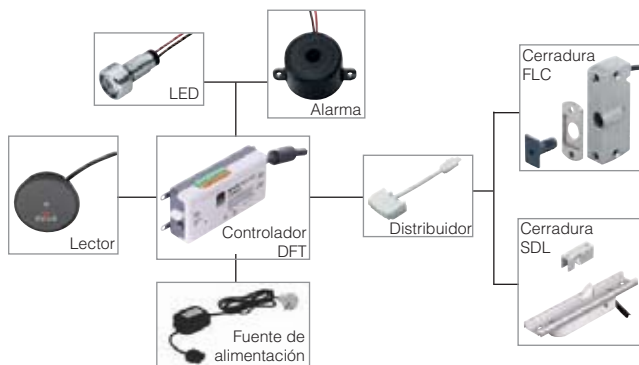 LED
Alarma
Cerradura
FLC
Lector
Controlador
DFT
Distribuidor
Cerradura
SDL
Fuente de
alimentación